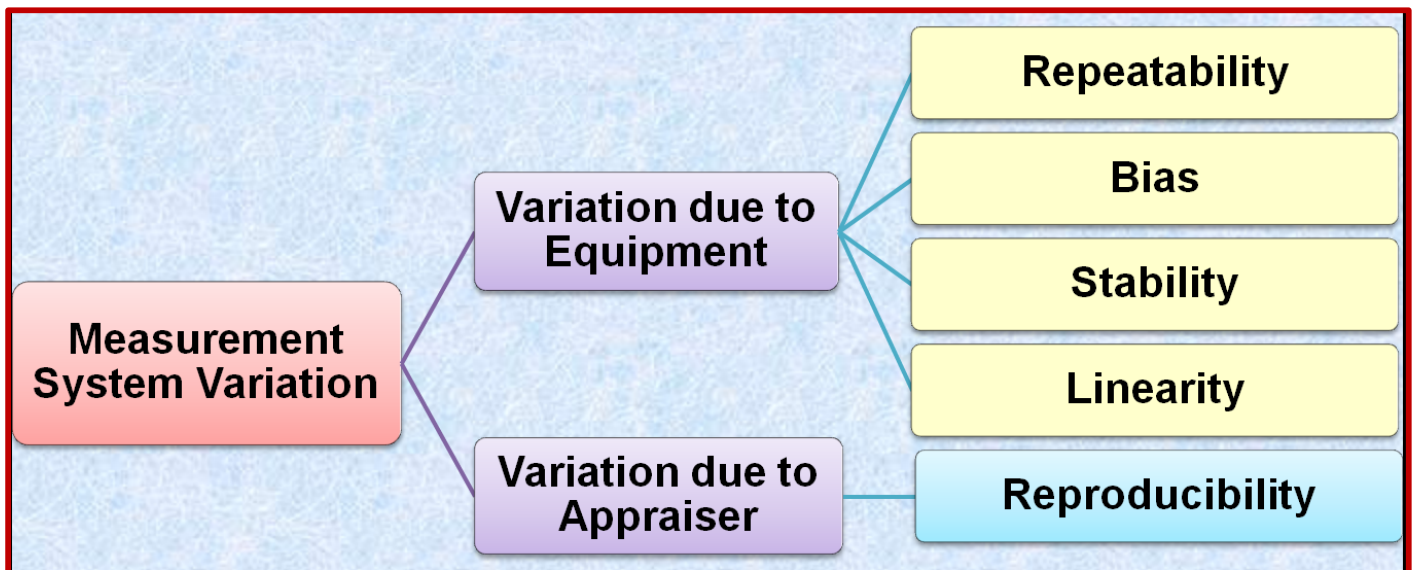 Measurement
System Variation
Variation due to
Equipment
Repeatability
Bias
Stability
Linearity
Variation due to
Appraiser
Reproducibility